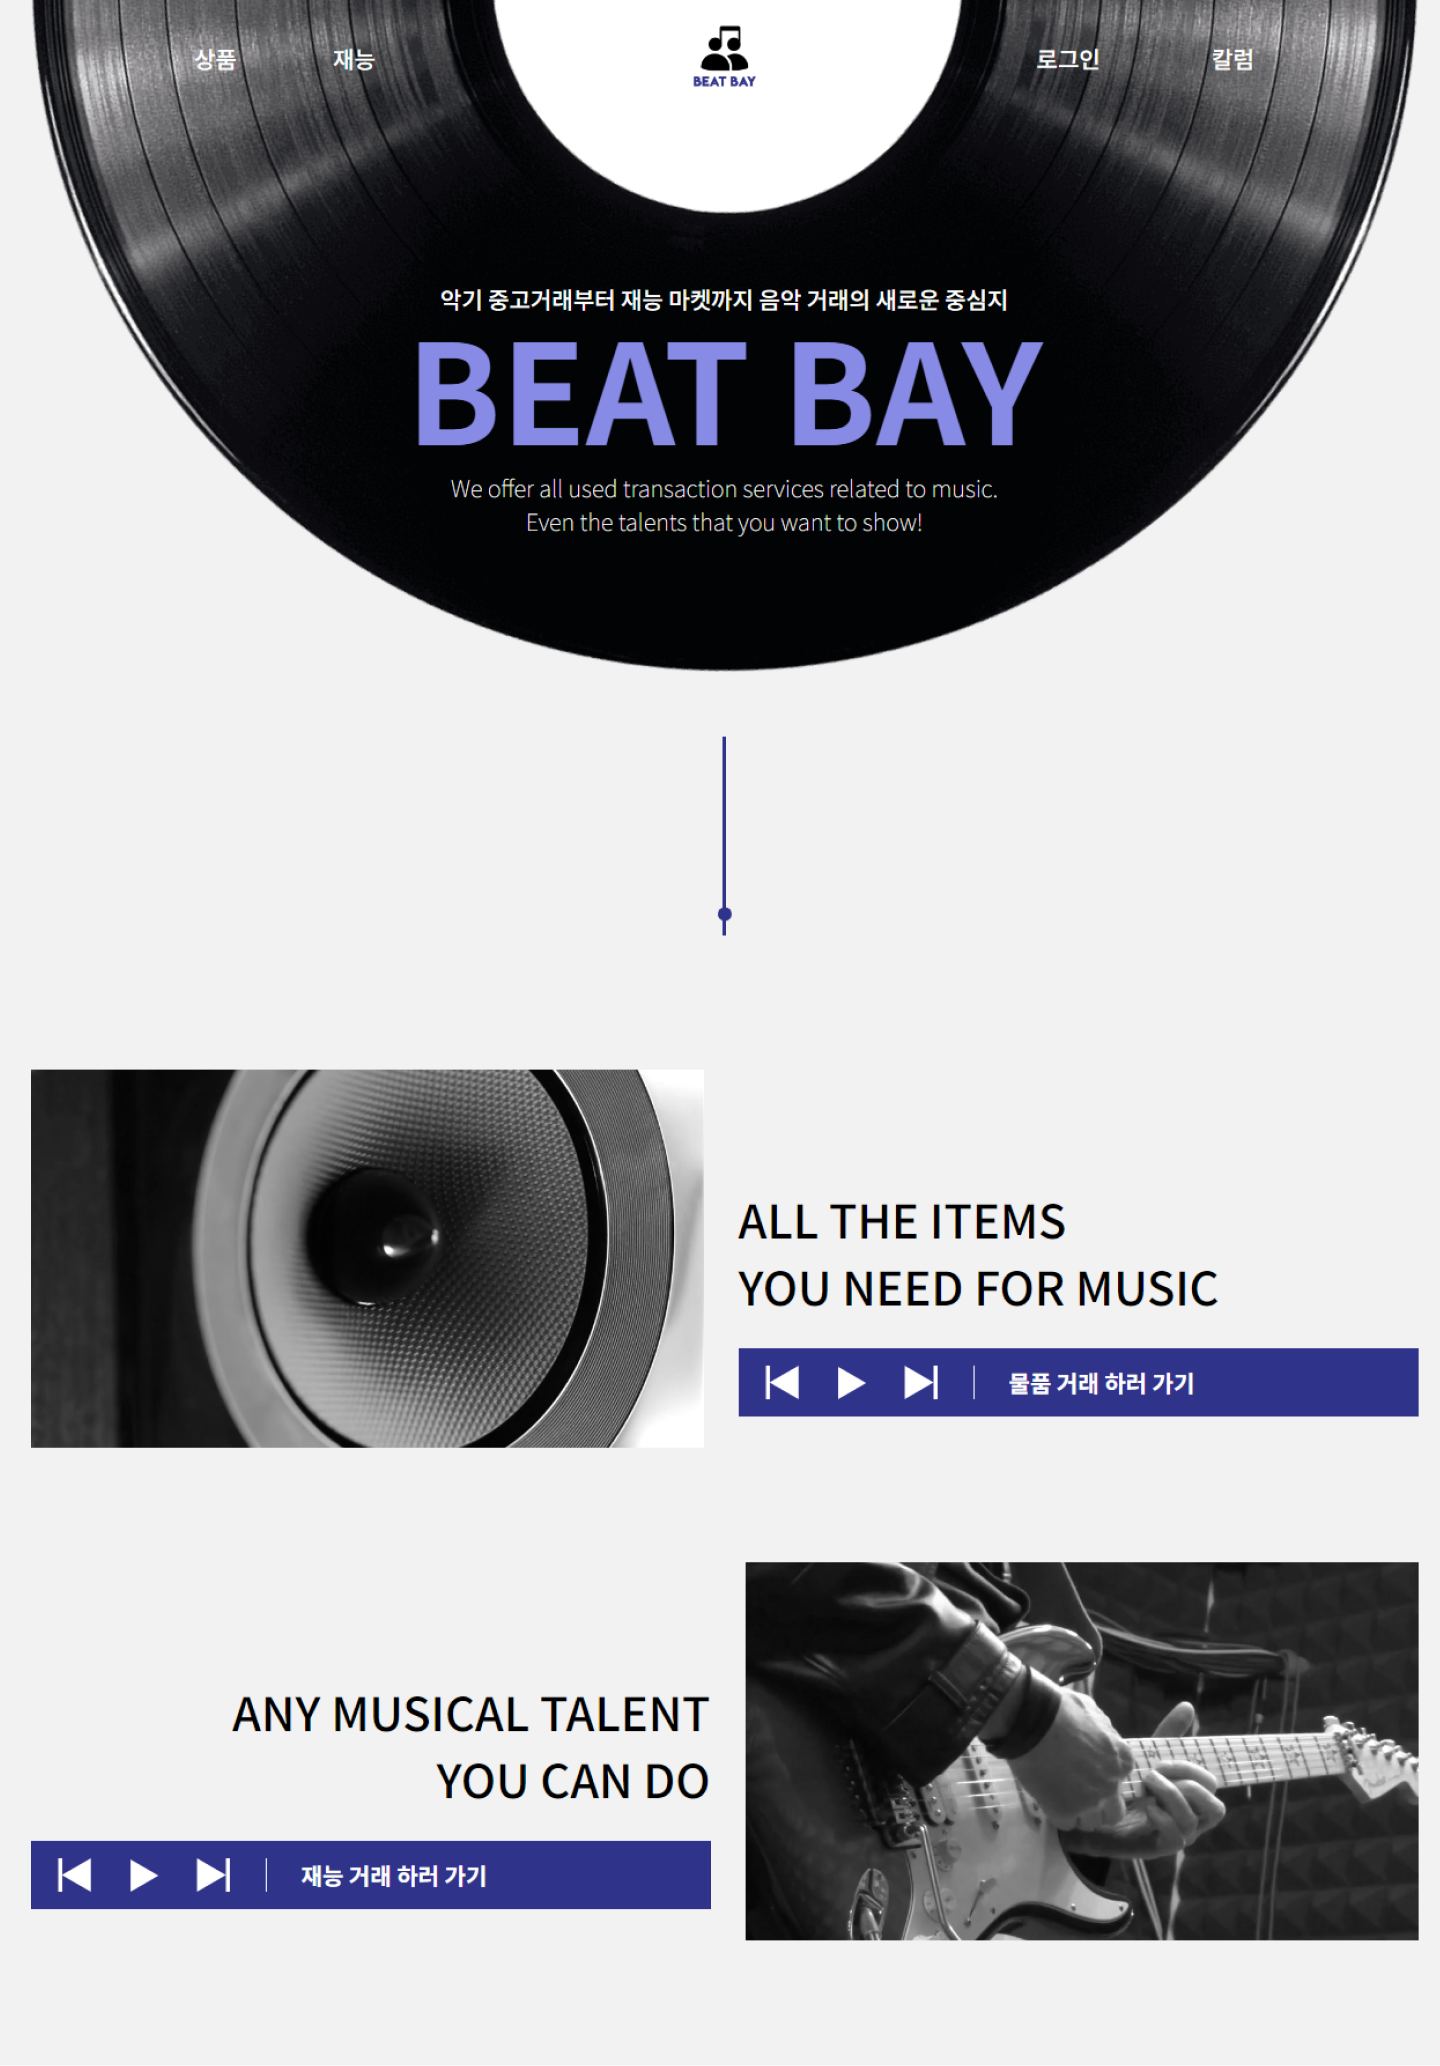 상품
재능
BEAT BAY
로그인
칼럼
악기 중고거래부터 재능 마켓까지 음악 거래의 새로운 중심지
BEAT BAY
We offer all used transaction services related to music.
Even the talents that you want to show!
ALL THE ITEMS
YOU NEED FOR MUSIC
물품 거래 하러 가기
ANY MUSICAL TALENT
YOU CAN DO
재능 거래 하러 가기